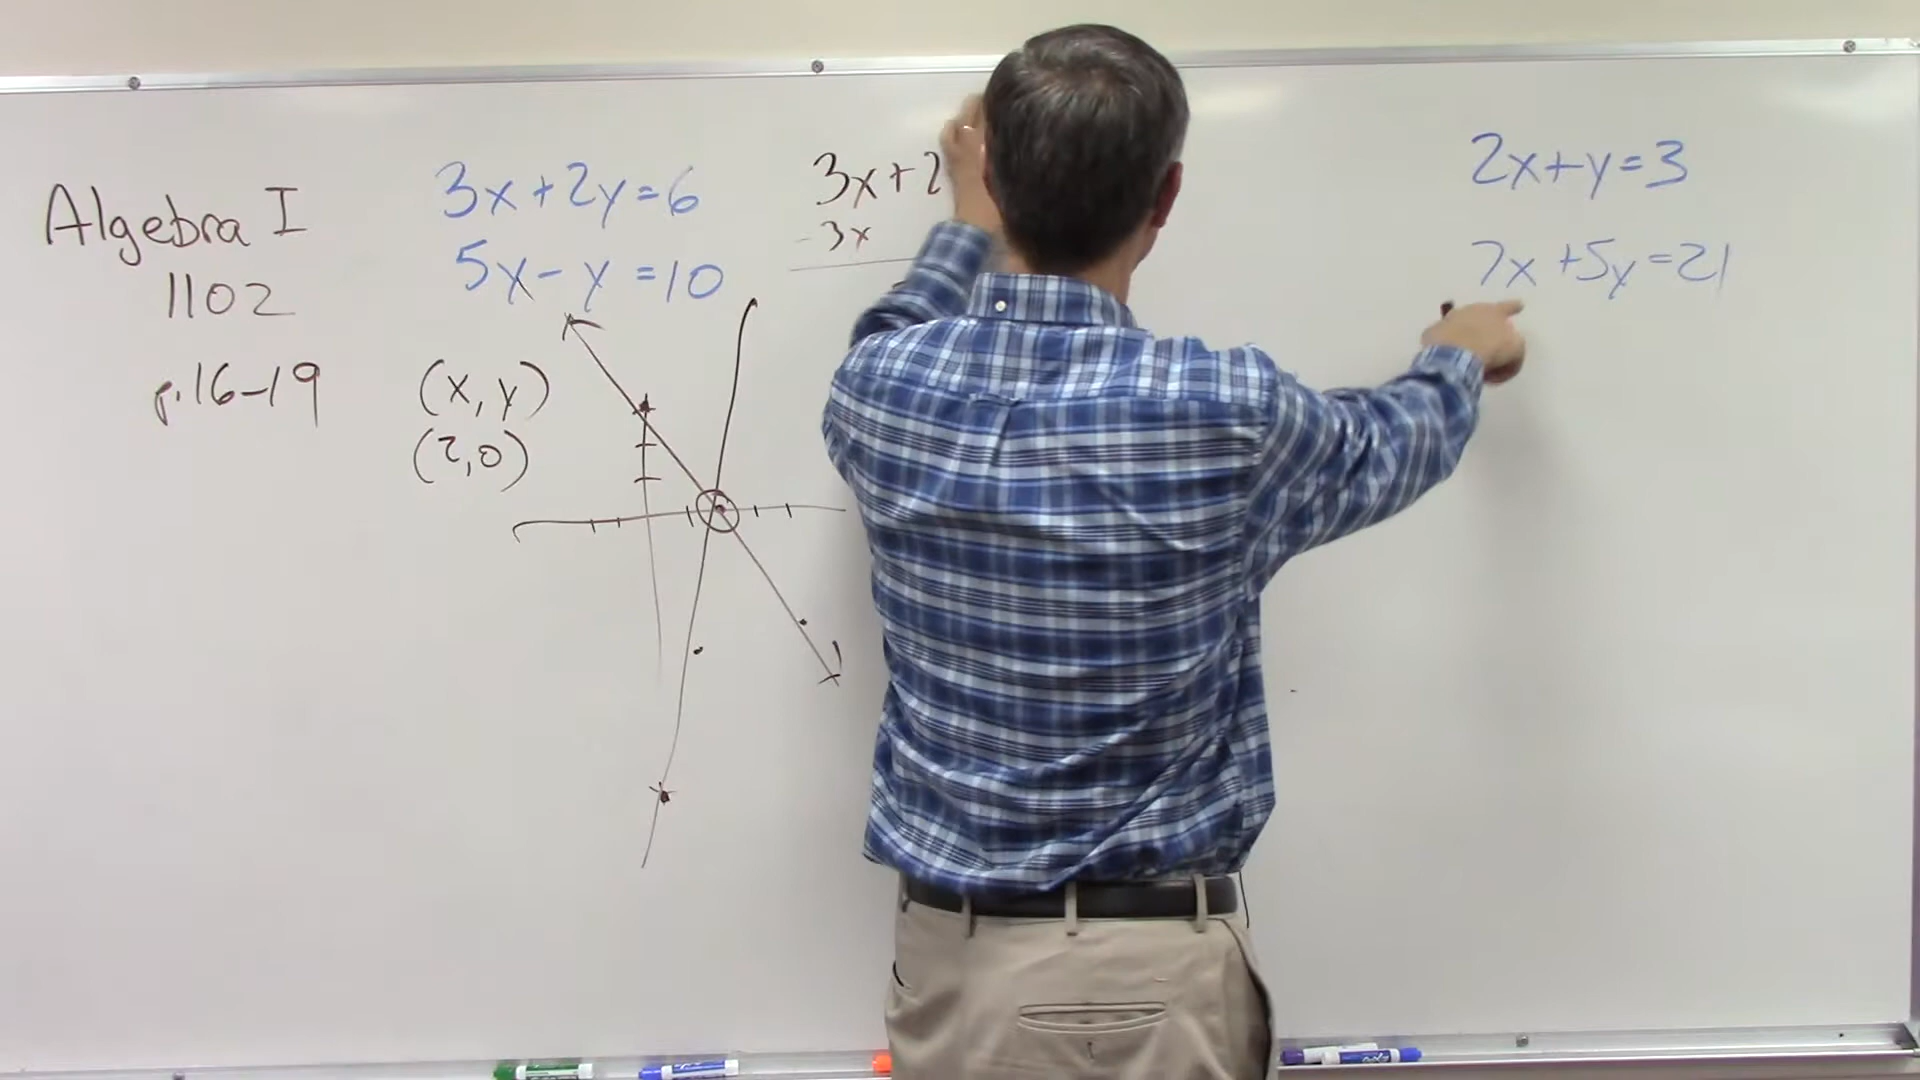 Algebra I
1102
p.16-19
3x+2y=6
5x-y=10
(x,y)
(2,0)
3x+2
-3x
2x+y=3
7x+5y=21